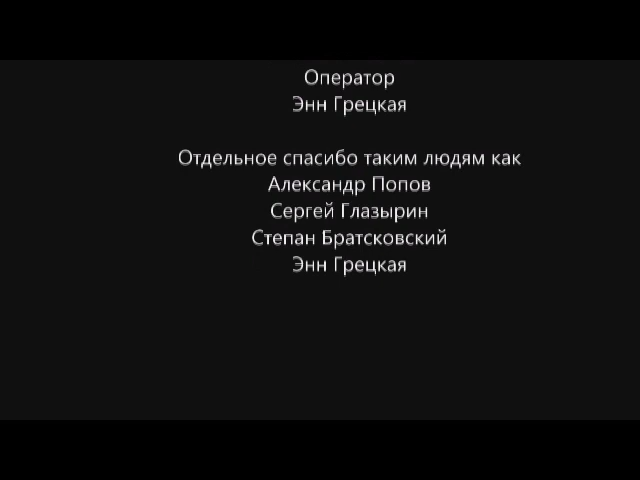 Оператор
Энн Грецкая
Отдельное спасибо таким людям как
Александр Попов
Сергей Глазырин
Степан Братсковский
Энн Грецкая